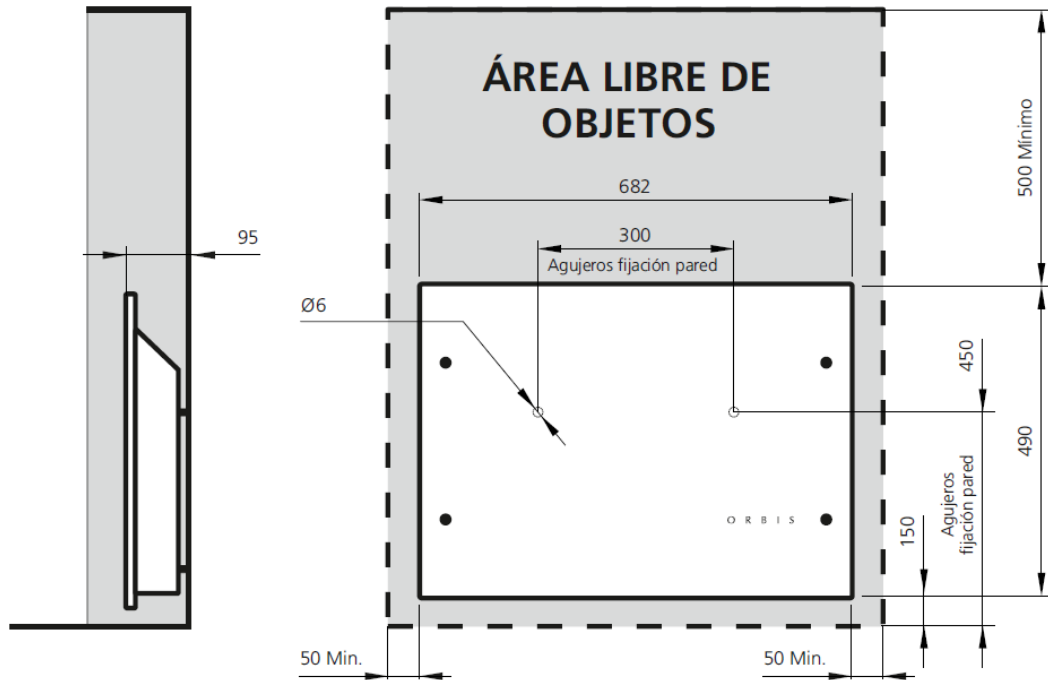 ÁREA LIBRE DE
OBJETOS
682
300
Agujeros fijación pared
95
Ø6
500 Mínimo
450
490
Agujeros
fijación pared
150
O R B I S
50 Min.
50 Min.